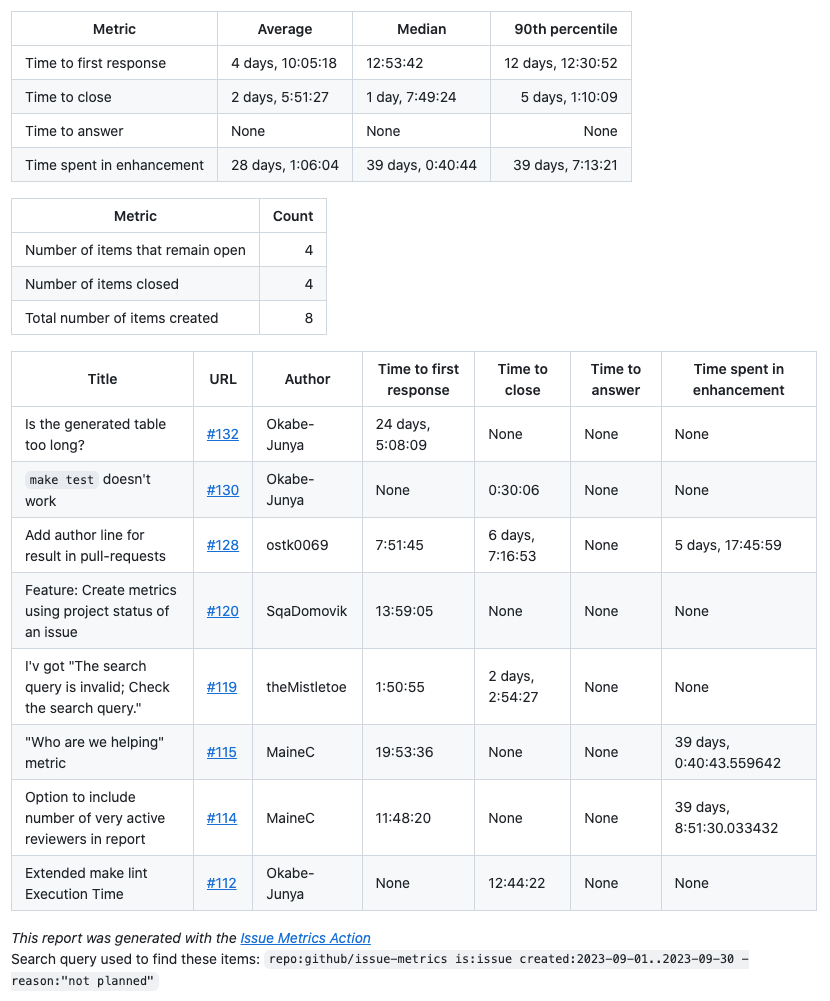 Metric Average Median 90th percentile
Time to first response 4 days, 10:05:18 12:53:42 12 days, 12:30:52
Time to close 2 days, 5:51:27 1 day, 7:49:24 5 days, 1:10:09
Time to answer None None None
Time spent in enhancement 28 days, 1:06:04 39 days, 0:40:44 39 days, 7:13:21
Metric Count
Number of items that remain open 4
Number of items closed 4
Total number of items created 8
Title URL Author Time to first response Time to close Time to answer Time spent in enhancement
Is the generated table too long? #132 Okabe-Junya 24 days, 5:08:09 None None None
make test doesn't work #130 Okabe-Junya None 0:30:06 None None
Add author line for result in pull-requests #128 ostk0069 7:51:45 6 days, 7:16:53 None 5 days, 17:45:59
Feature: Create metrics using project status of an issue #120 SqaDomovik 13:59:05 None None None
I'v got "The search query is invalid; Check the search query." #119 theMistletoe 1:50:55 2 days, 2:54:27 None None
"Who are we helping" metric #115 MaineC 19:53:36 None None 39 days, 0:40:43.559642
Option to include number of very active reviewers in report #114 MaineC 11:48:20 None None 39 days, 8:51:30.033432
Extended make lint Execution Time #112 Okabe-Junya None 12:44:22 None None
This report was generated with the Issue Metrics Action
Search query used to find these items: repo:github/issue-metrics is:issue created:2023-09-01..2023-09-30 -
reason:"not planned"